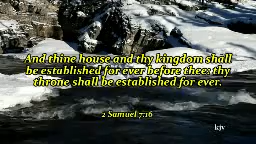 And thine house and thy kingdom shall
be established for ever before thee: thy
throne shall be established for ever.
2 Samuel 7:16
kjv